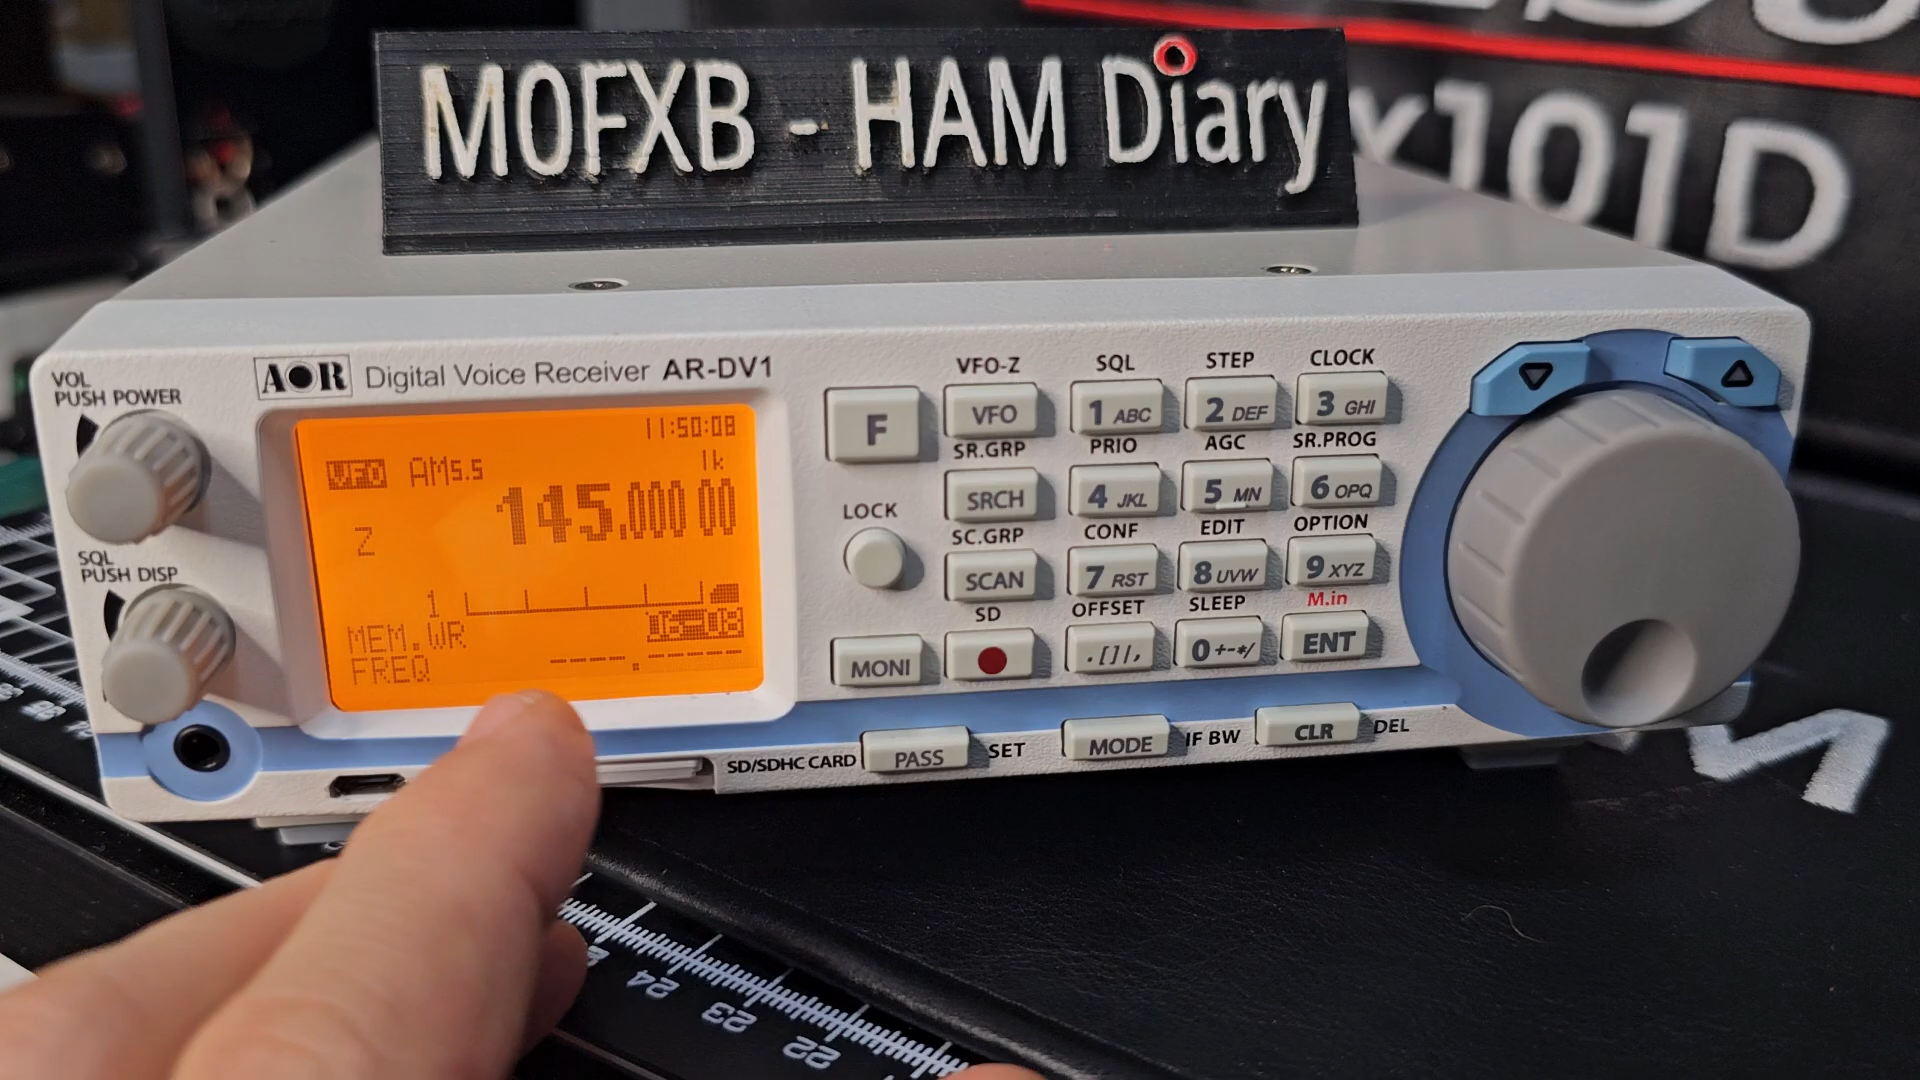 M0FXB - HAM Diary
x101D
VOL
PUSH POWER
AOR Digital Voice Receiver AR-DV1
SQL
PUSH DISP
11:50:08
VFO AM5.5 1k
145.000 00
Z
1
MEM.WR 16-08
FREQ ----.----
F
LOCK
MONI
VFO-Z SQL STEP CLOCK
VFO 1 ABC 2 DEF 3 GHI
SR.GRP PRIO AGC SR.PROG
SRCH 4 JKL 5 MN 6 OPQ
SC.GRP CONF EDIT OPTION
SCAN 7 RST 8 UVW 9 XYZ
SD OFFSET SLEEP M.in
.[]|, 0 +-*/ ENT
SD/SDHC CARD PASS SET MODE IF BW CLR DEL
24
23
22